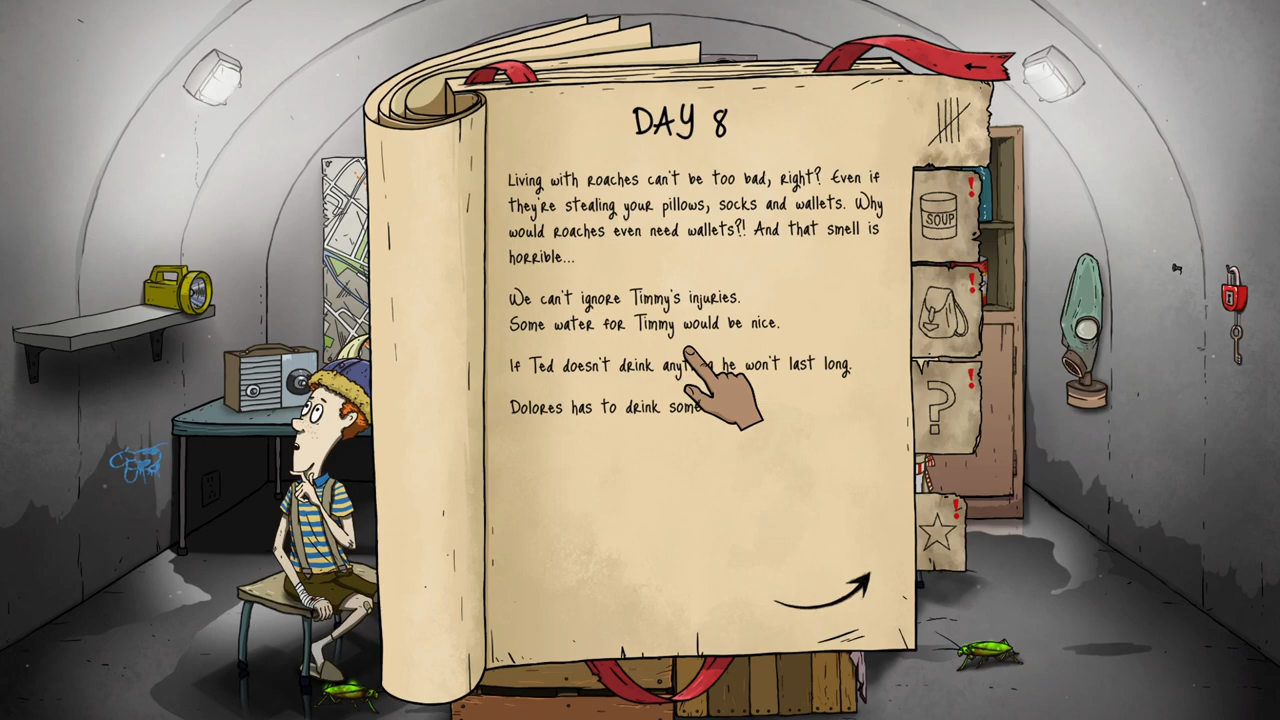 DAY 8
Living with roaches can't be too bad, right? Even if
they're stealing your pillows, socks and wallets. Why
would roaches even need wallets?! And that smell is
horrible...
We can't ignore Timmy's injuries.
Some water for Timmy would be nice.
If Ted doesn't drink he won't last long.
Dolores has to drink
SOUP
!
!
?
!
!